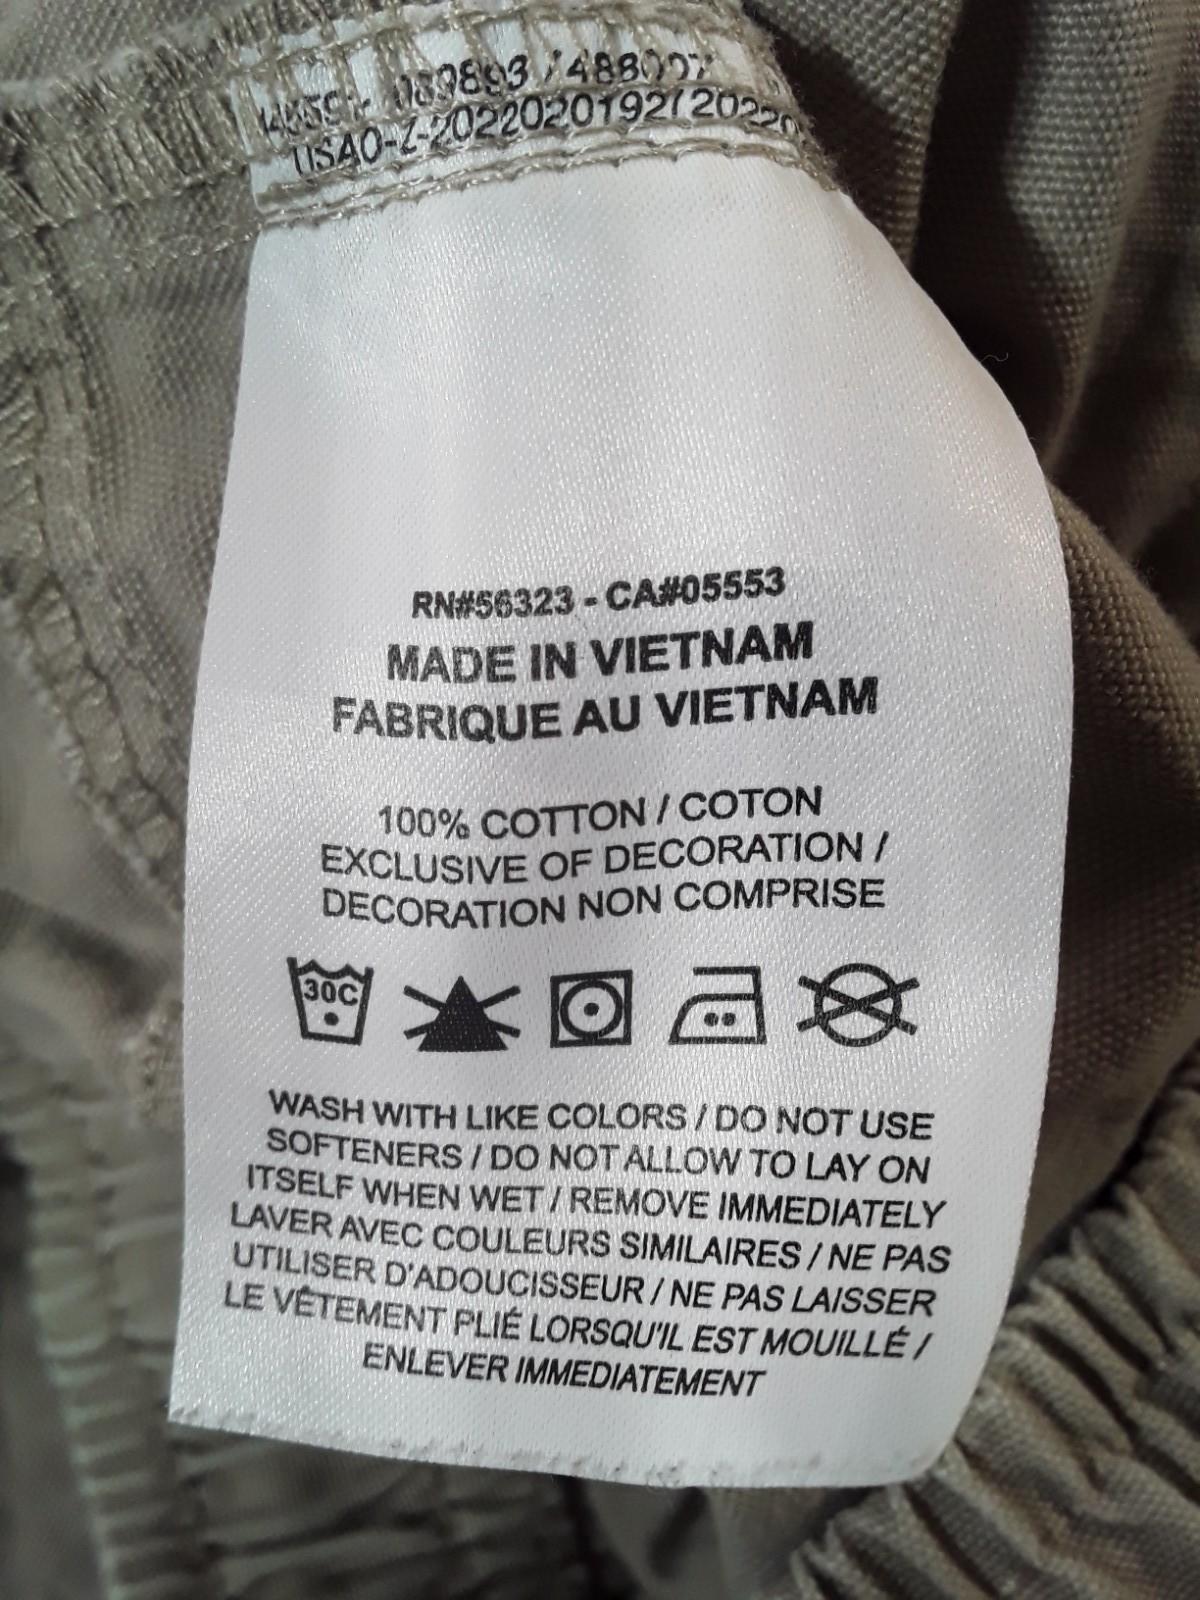 RN#56323 - CA#05553
MADE IN VIETNAM
FABRIQUE AU VIETNAM
100% COTTON / COTON
EXCLUSIVE OF DECORATION /
DECORATION NON COMPRISE
30C
WASH WITH LIKE COLORS / DO NOT USE
SOFTENERS / DO NOT ALLOW TO LAY ON
ITSELF WHEN WET / REMOVE IMMEDIATELY
LAVER AVEC COULEURS SIMILAIRES / NE PAS
UTILISER D'ADOUCISSEUR / NE PAS LAISSER
LE VÊTEMENT PLIÉ LORSQU'IL EST MOUILLÉ /
ENLEVER IMMEDIATEMENT